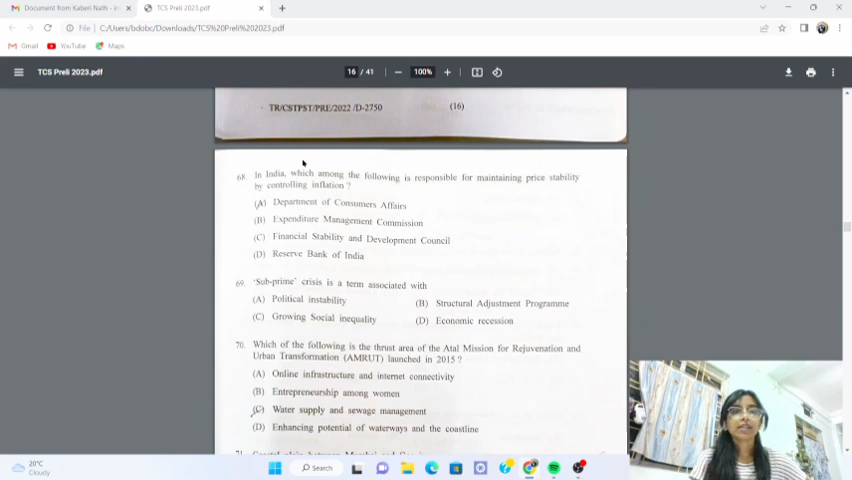 Document from Kaberi Nath - in
TCS Preli 2023.pdf
File | C:/Users/bdobc/Downloads/TCS%20Preli%202023.pdf
Gmail YouTube Maps
TCS Preli 2023.pdf 16 / 41 100%
TR/CSTPST/PRE/2022 /D-2750 (16)
68. In India, which among the following is responsible for maintaining price stability
by controlling inflation ?
(A) Department of Consumers Affairs
(B) Expenditure Management Commission
(C) Financial Stability and Development Council
(D) Reserve Bank of India
69. 'Sub-prime' crisis is a term associated with
(A) Political instability (B) Structural Adjustment Programme
(C) Growing Social inequality (D) Economic recession
70. Which of the following is the thrust area of the Atal Mission for Rejuvenation and
Urban Transformation (AMRUT) launched in 2015 ?
(A) Online infrastructure and internet connectivity
(B) Entrepreneurship among women
(C) Water supply and sewage management
(D) Enhancing potential of waterways and the coastline
20°C
Cloudy
Search